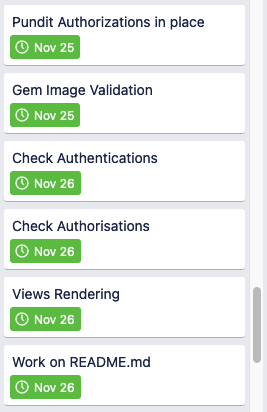 Pundit Authorizations in place
Nov 25
Gem Image Validation
Nov 25
Check Authentications
Nov 26
Check Authorisations
Nov 26
Views Rendering
Nov 26
Work on README.md
Nov 26